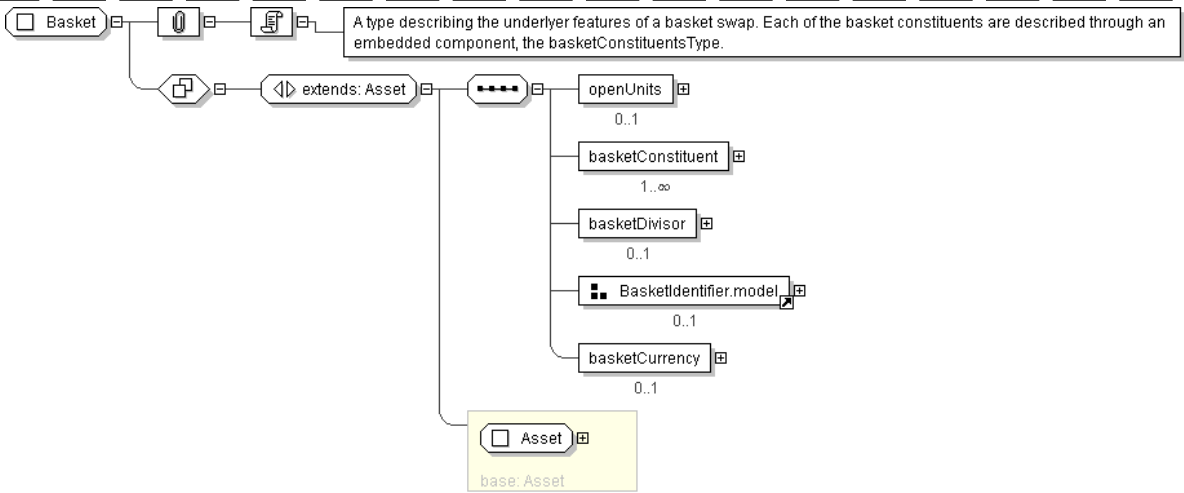 Basket
A type describing the underlyer features of a basket swap. Each of the basket constituents are described through an
embedded component, the basketConstituentsType.
extends: Asset
openUnits
0..1
basketConstituent
1..∞
basketDivisor
0..1
BasketIdentifier.model
0..1
basketCurrency
0..1
Asset
base: Asset